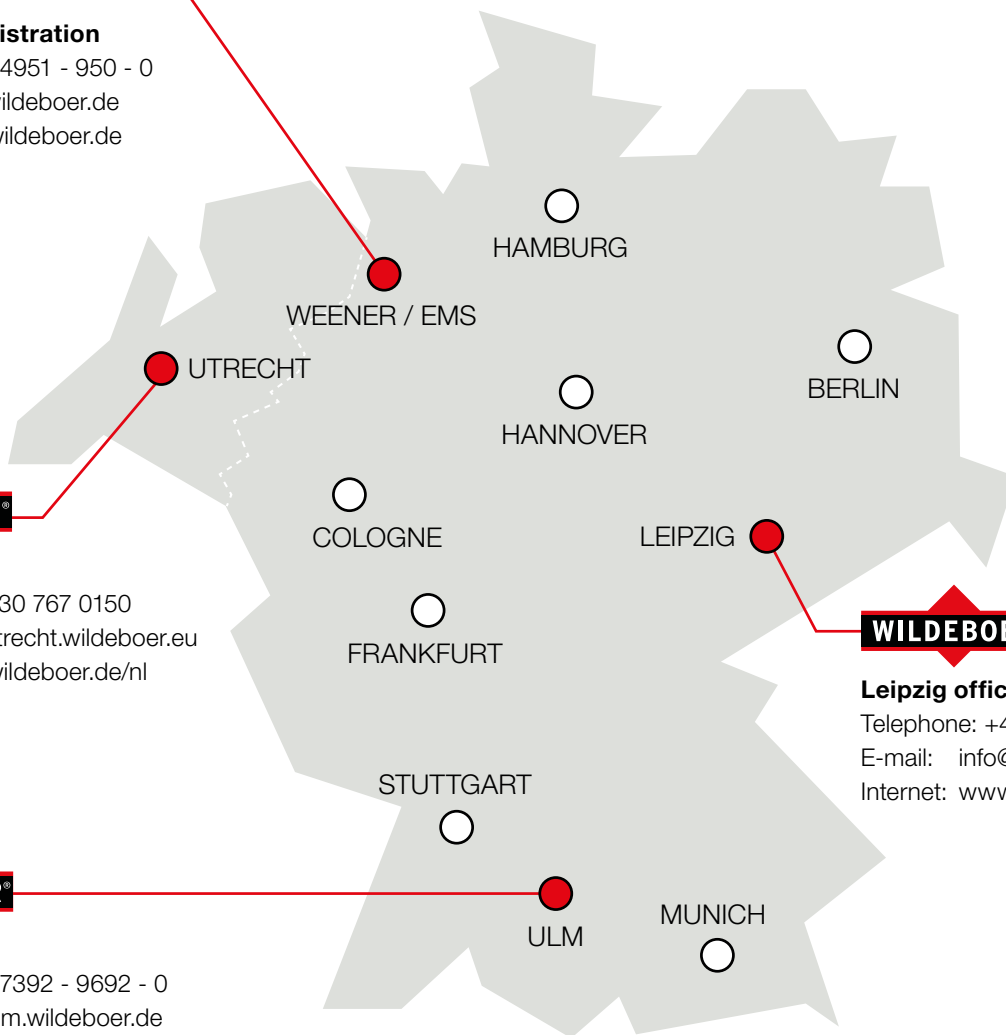 istration
4951 - 950 - 0
wildeboer.de
wildeboer.de
HAMBURG
WEENER / EMS
UTRECHT
BERLIN
HANNOVER
COLOGNE
LEIPZIG
®
30 767 0150
trecht.wildeboer.eu
wildeboer.de/nl
FRANKFURT
WILDEBOE
Leipzig offic
Telephone: +4
E-mail: info@
Internet: www
STUTTGART
R®
MUNICH
ULM
7392 - 9692 - 0
m.wildeboer.de